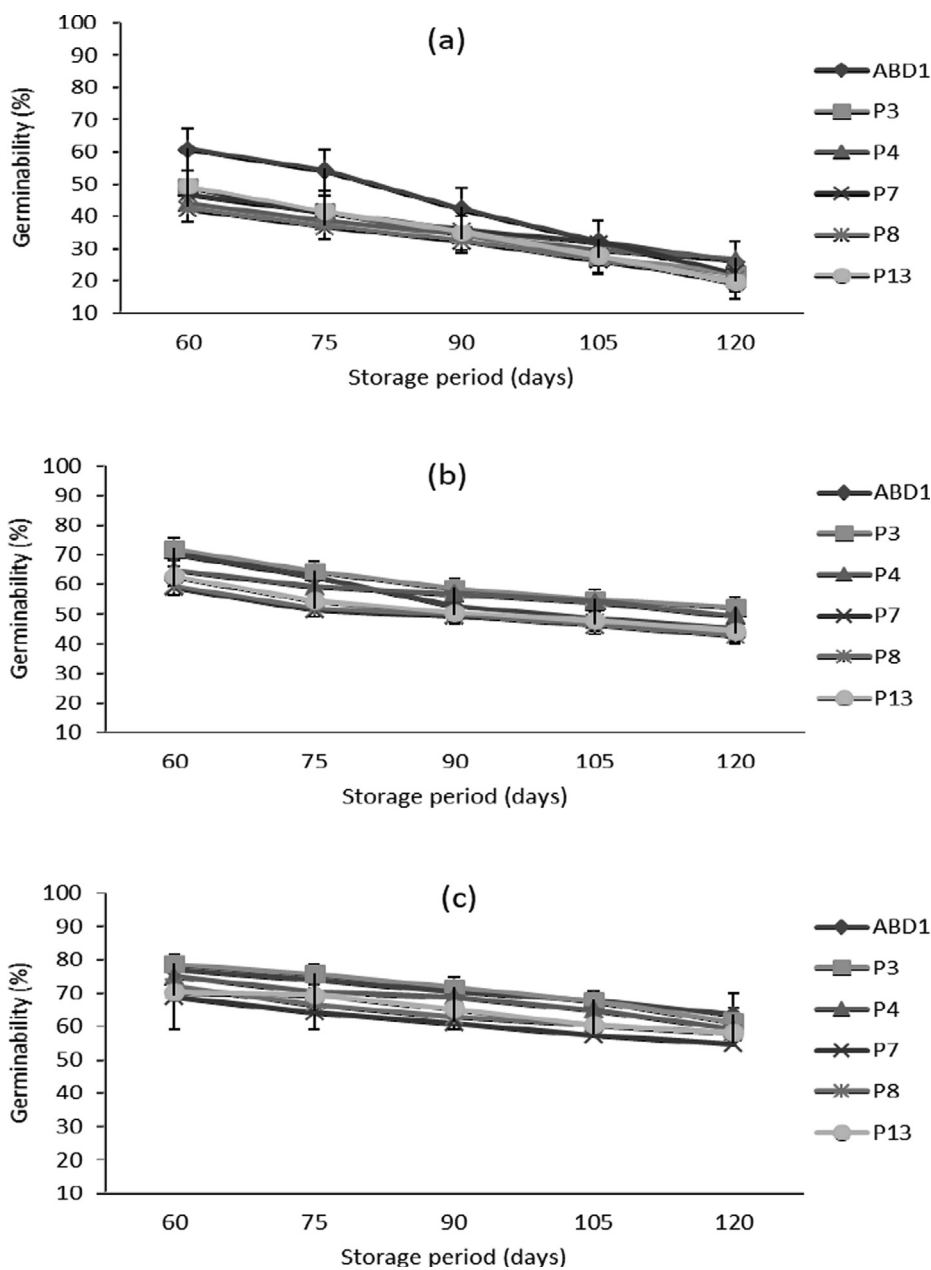 (a)
Germinability (%)
100
90
80
70
60
50
40
30
20
10
60 75 90 105 120
Storage period (days)
ABD1
P3
P4
P7
P8
P13
(b)
Germinability (%)
100
90
80
70
60
50
40
30
20
10
60 75 90 105 120
Storage period (days)
ABD1
P3
P4
P7
P8
P13
(c)
Germinability (%)
100
90
80
70
60
50
40
30
20
10
60 75 90 105 120
Storage period (days)
ABD1
P3
P4
P7
P8
P13